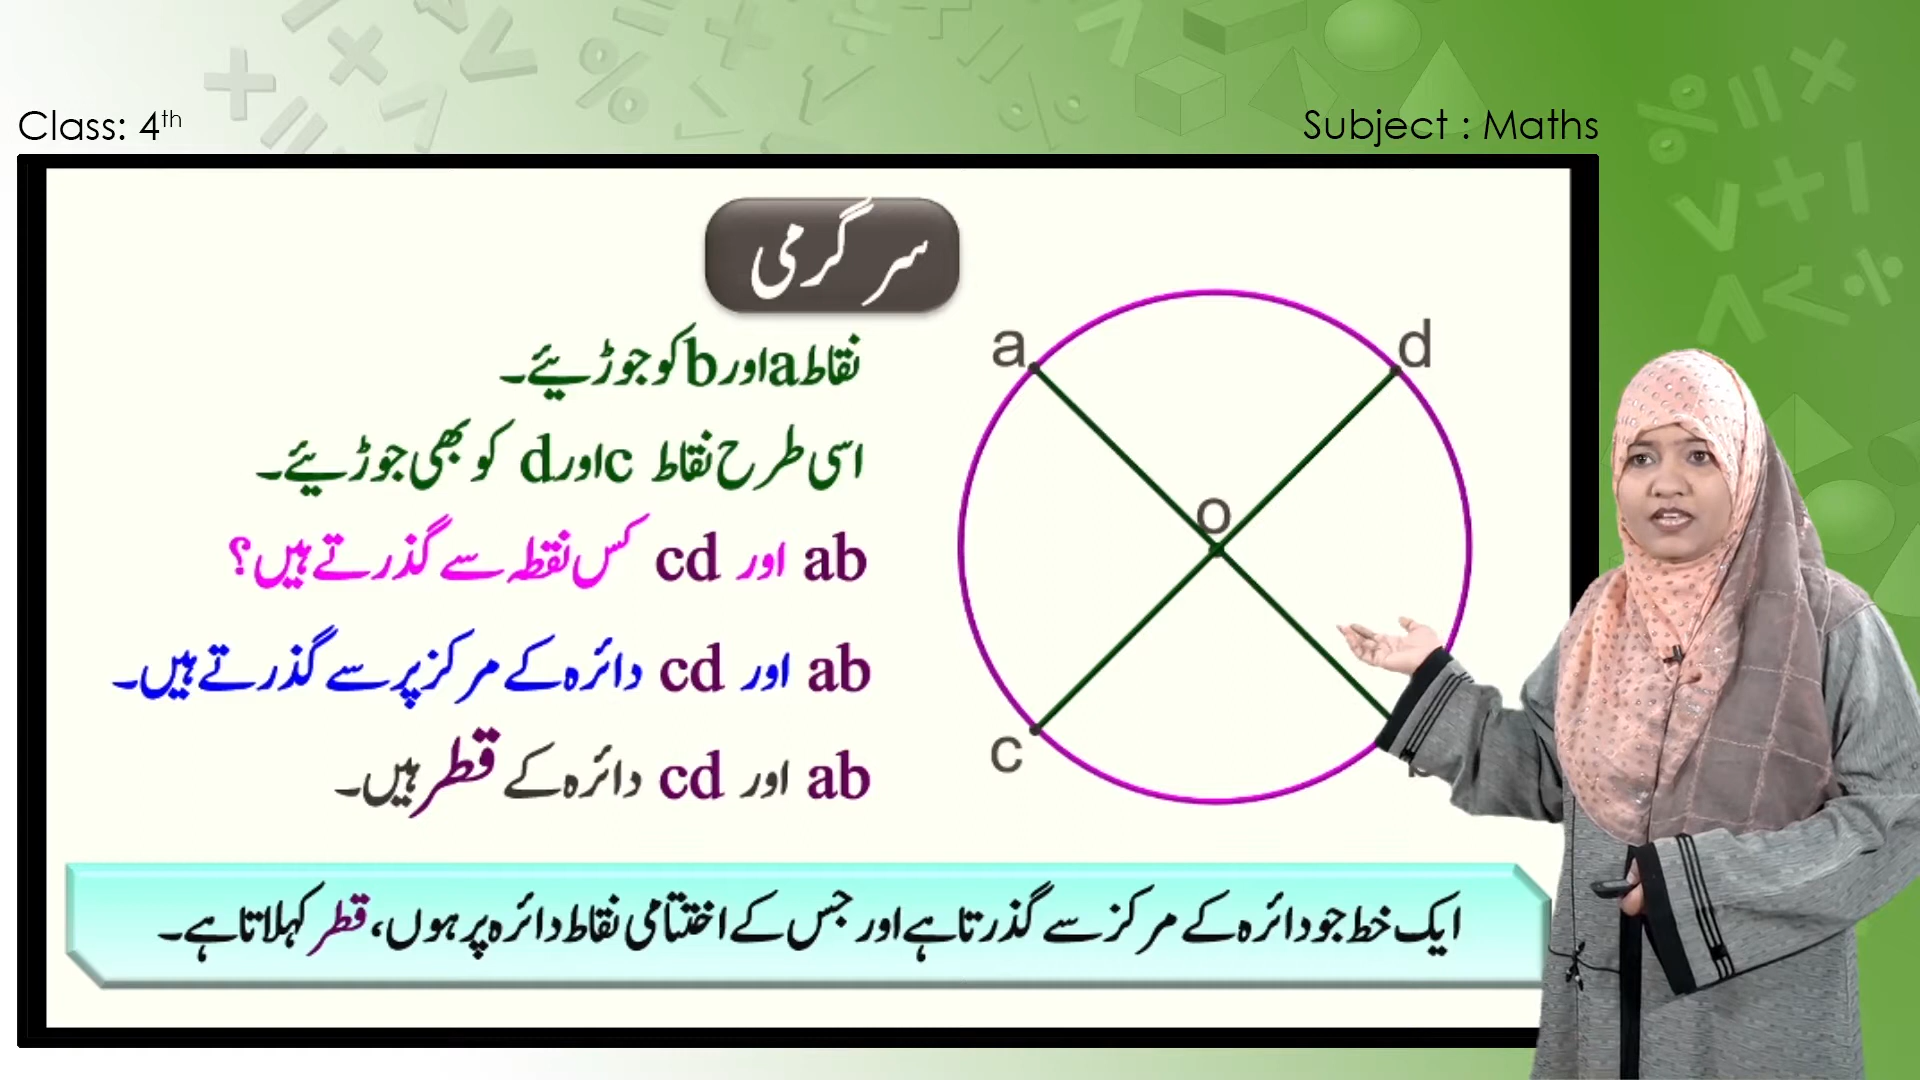 Class: 4th
Subject : Maths
سرگرمی
نقاط a اور b کو جوڑیئے۔
اسی طرح نقاط c اور d کو بھی جوڑیئے۔
ab اور cd کس نقطہ سے گذرتے ہیں؟
ab اور cd دائرہ کے مرکز پر سے گذرتے ہیں۔
ab اور cd دائرہ کے قطر ہیں۔
a
d
o
c
ایک خط جو دائرہ کے مرکز سے گذرتا ہے اور جس کے اختتامی نقاط دائرہ پر ہوں، قطر کہلاتا ہے۔